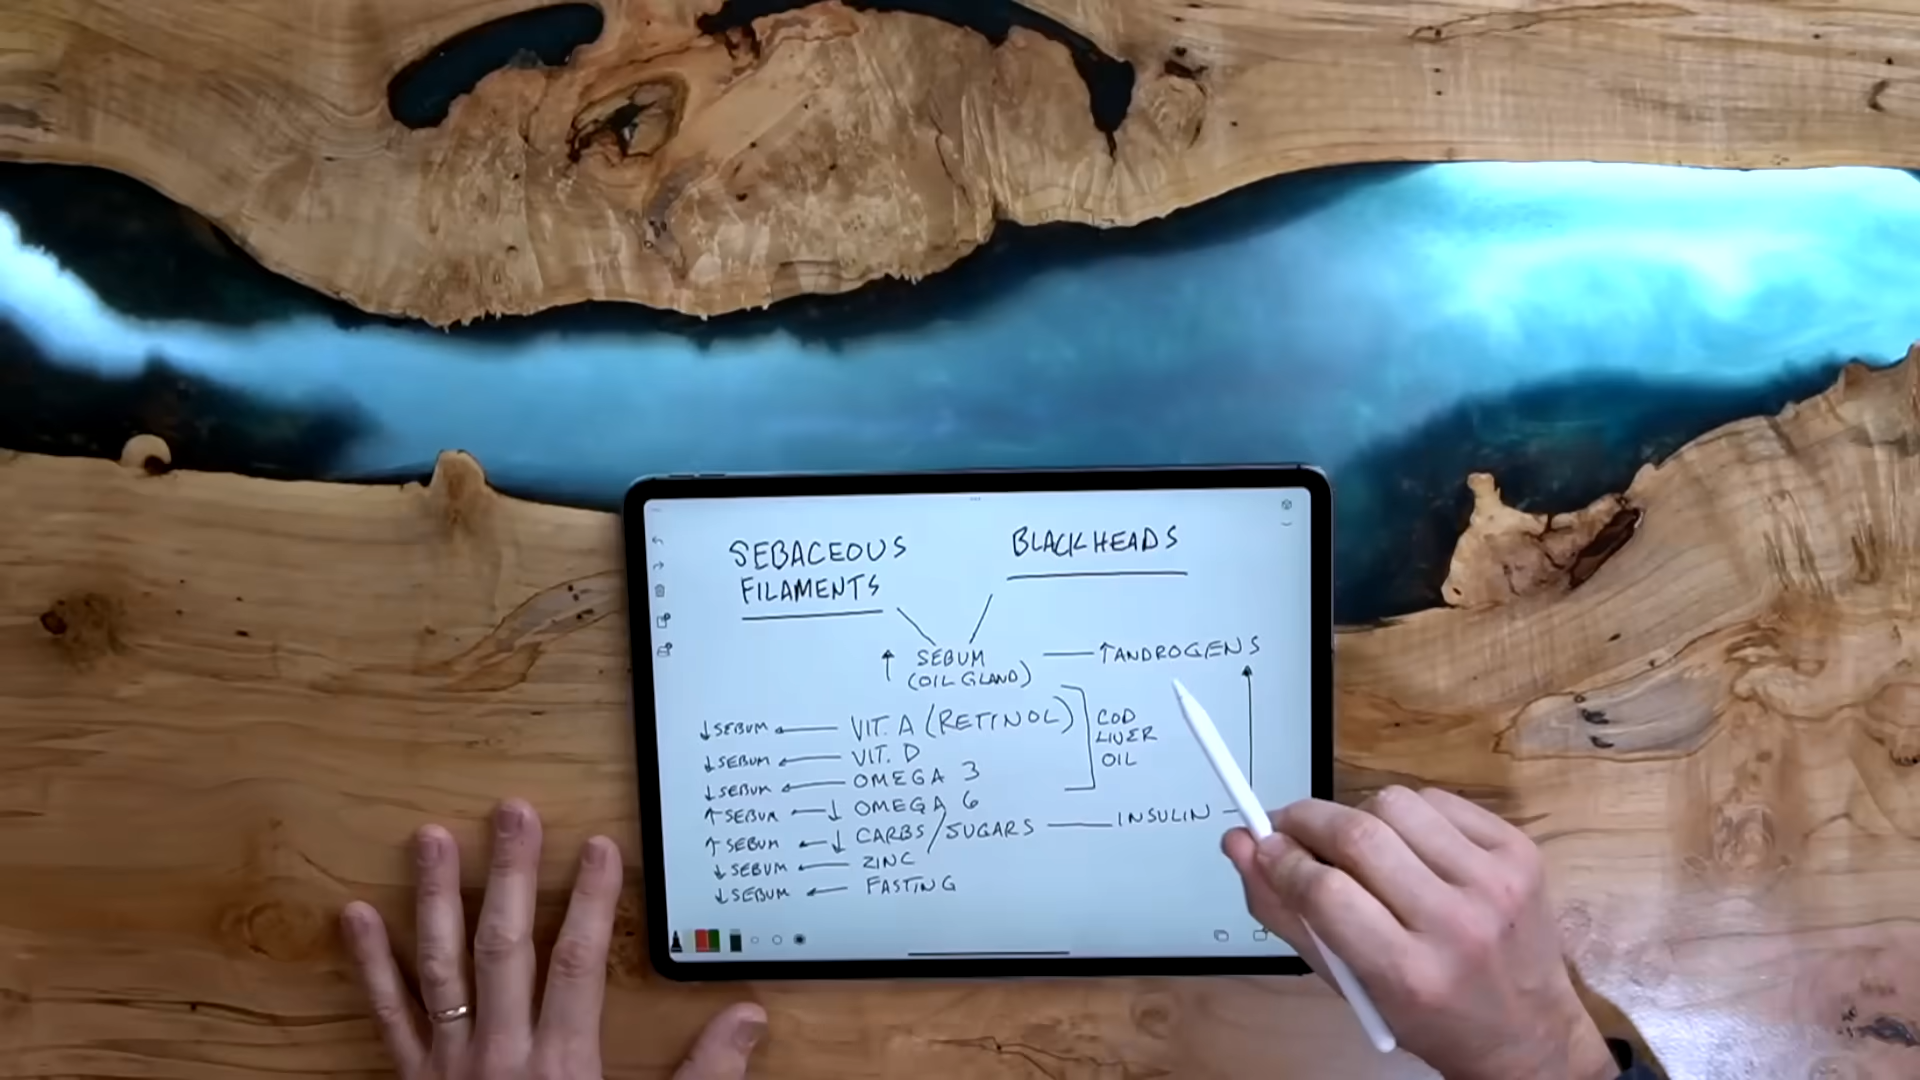 SEBACEOUS
FILAMENTS
BLACKHEADS
↑ SEBUM
(OIL GLAND)
↑ANDROGENS
↓SEBUM ← VIT. A (RETINOL)
↓SEBUM ← VIT. D
↓SEBUM ← OMEGA 3
COD
LIVER
OIL
↑SEBUM ← ↓ OMEGA 6
↑SEBUM ← ↓ CARBS/SUGARS — INSULIN
↓SEBUM ← ZINC
↓SEBUM ← FASTING